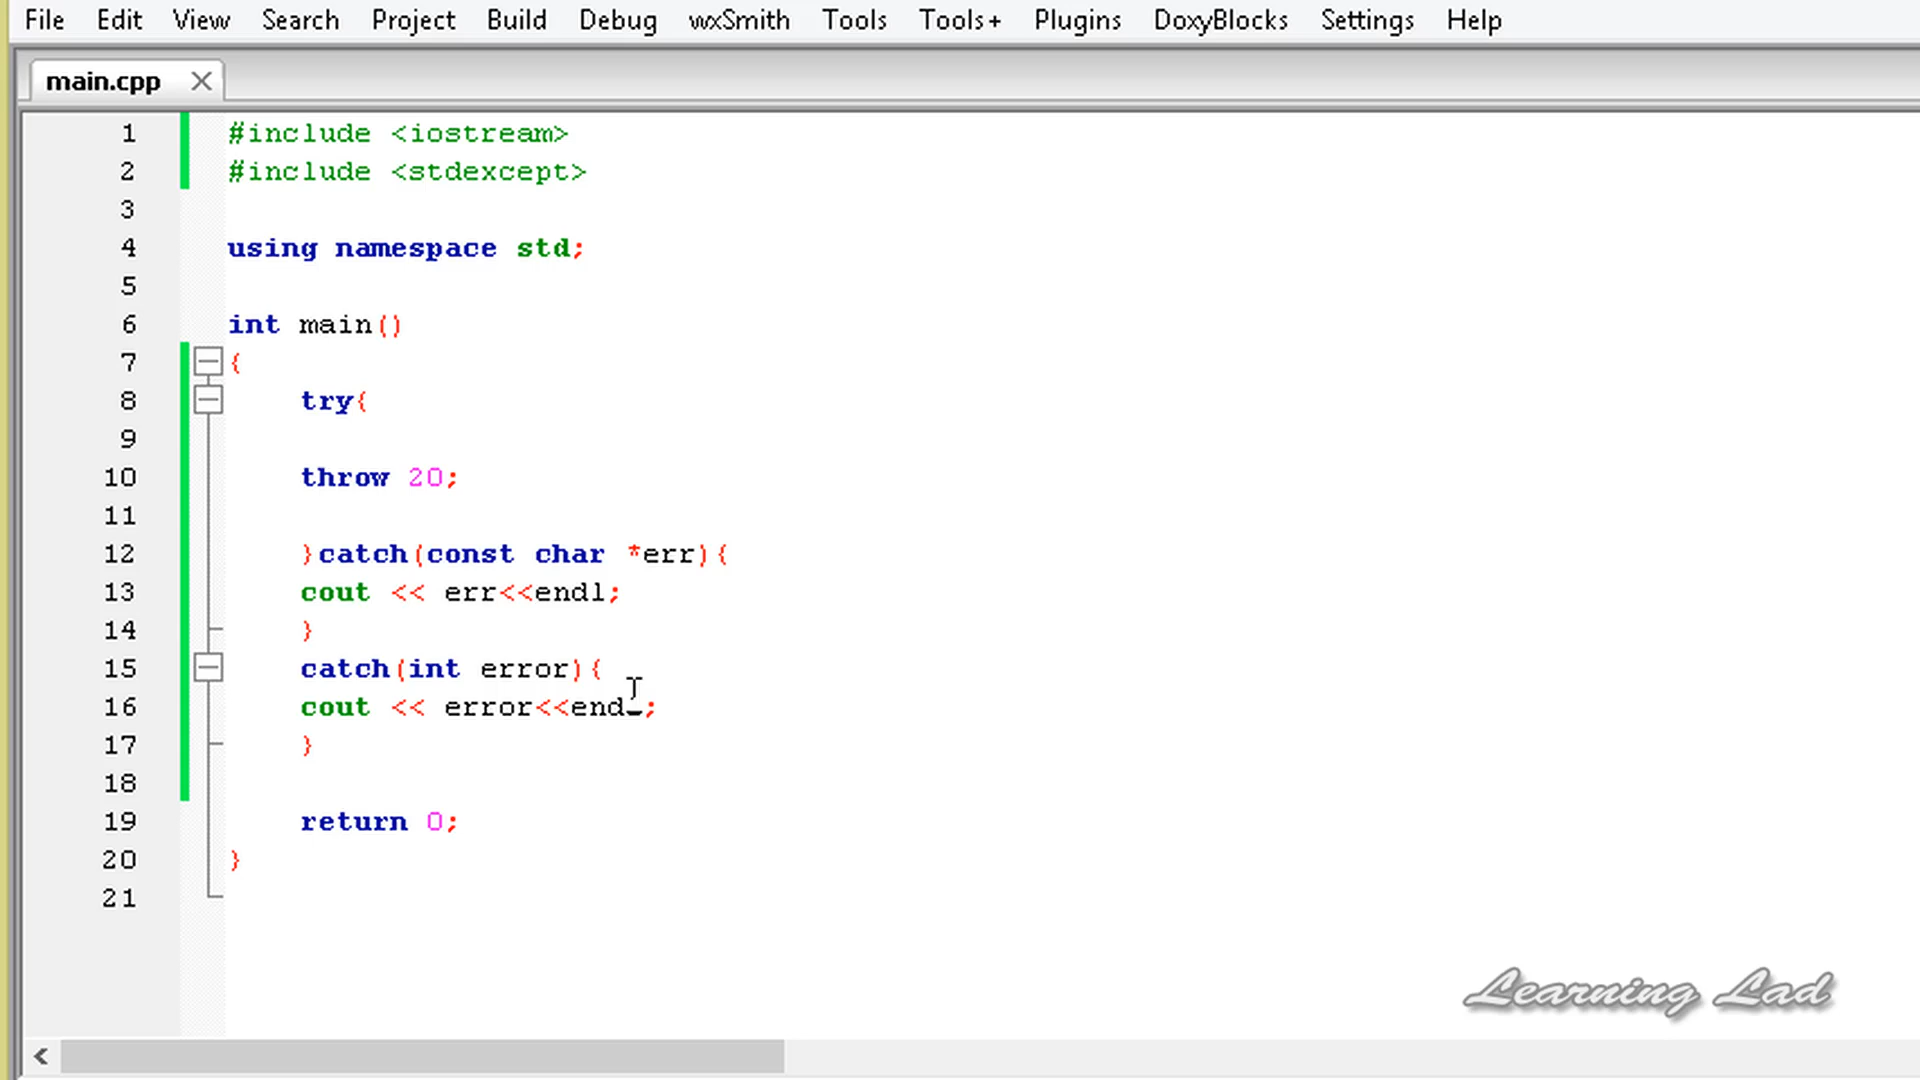 File Edit View Search Project Build Debug wxSmith Tools Tools+ Plugins DoxyBlocks Settings Help
main.cpp
1 #include <iostream>
2 #include <stdexcept>
3
4 using namespace std;
5
6 int main()
7 {
8 try{
9
10 throw 20;
11
12 }catch(const char *err){
13 cout << err<<endl;
14 }
15 catch(int error){
16 cout << error<<endl;
17 }
18
19 return 0;
20 }
21
Learning Lad